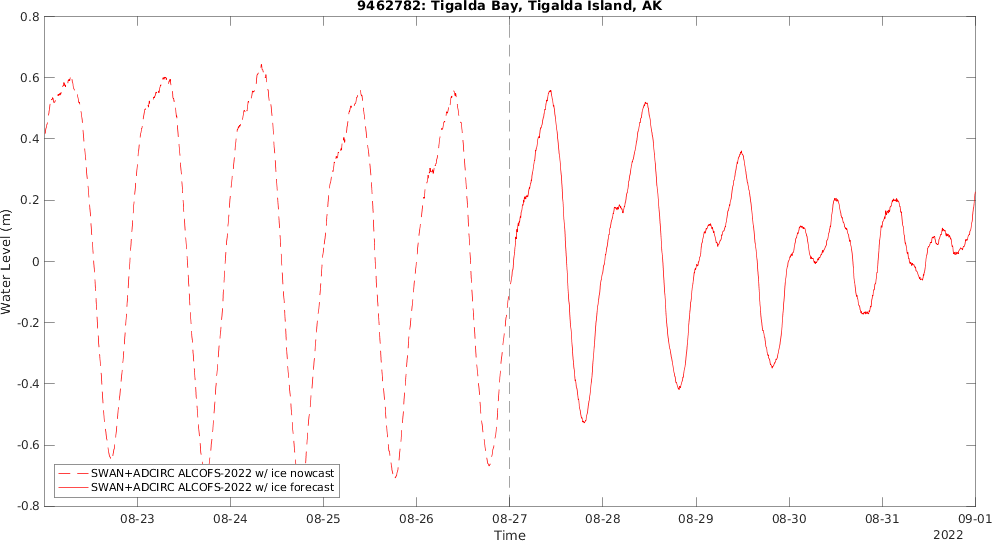 9462782: Tigalda Bay, Tigalda Island, AK
0.8
0.6
0.4
0.2
0
-0.2
-0.4
-0.6
-0.8
Water Level (m)
SWAN+ADCIRC ALCOFS-2022 w/ ice nowcast
SWAN+ADCIRC ALCOFS-2022 w/ ice forecast
08-23 08-24 08-25 08-26 08-27 08-28 08-29 08-30 08-31 09-01
Time
2022